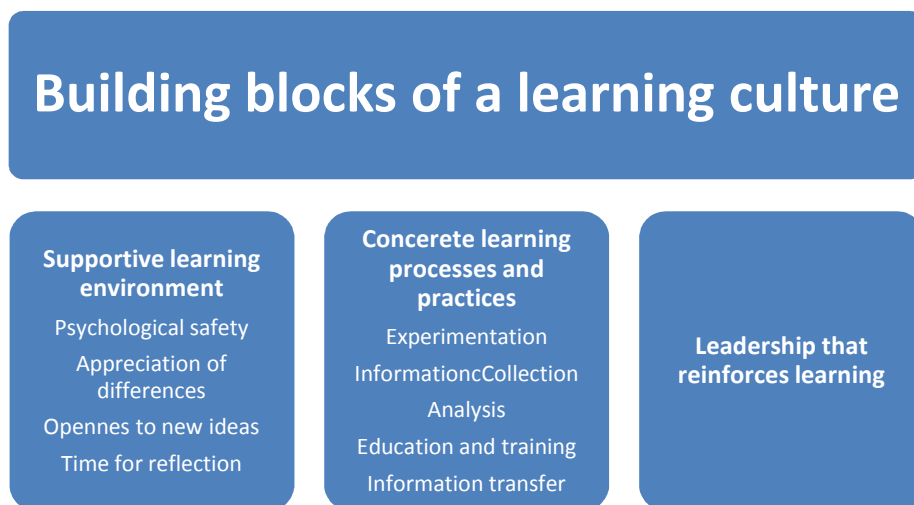 Building blocks of a learning culture
Supportive learning
environment
Psychological safety
Appreciation of
differences
Opennes to new ideas
Time for reflection
Concerete learning
processes and
practices
Experimentation
InformationcCollection
Analysis
Education and training
Information transfer
Leadership that
reinforces learning